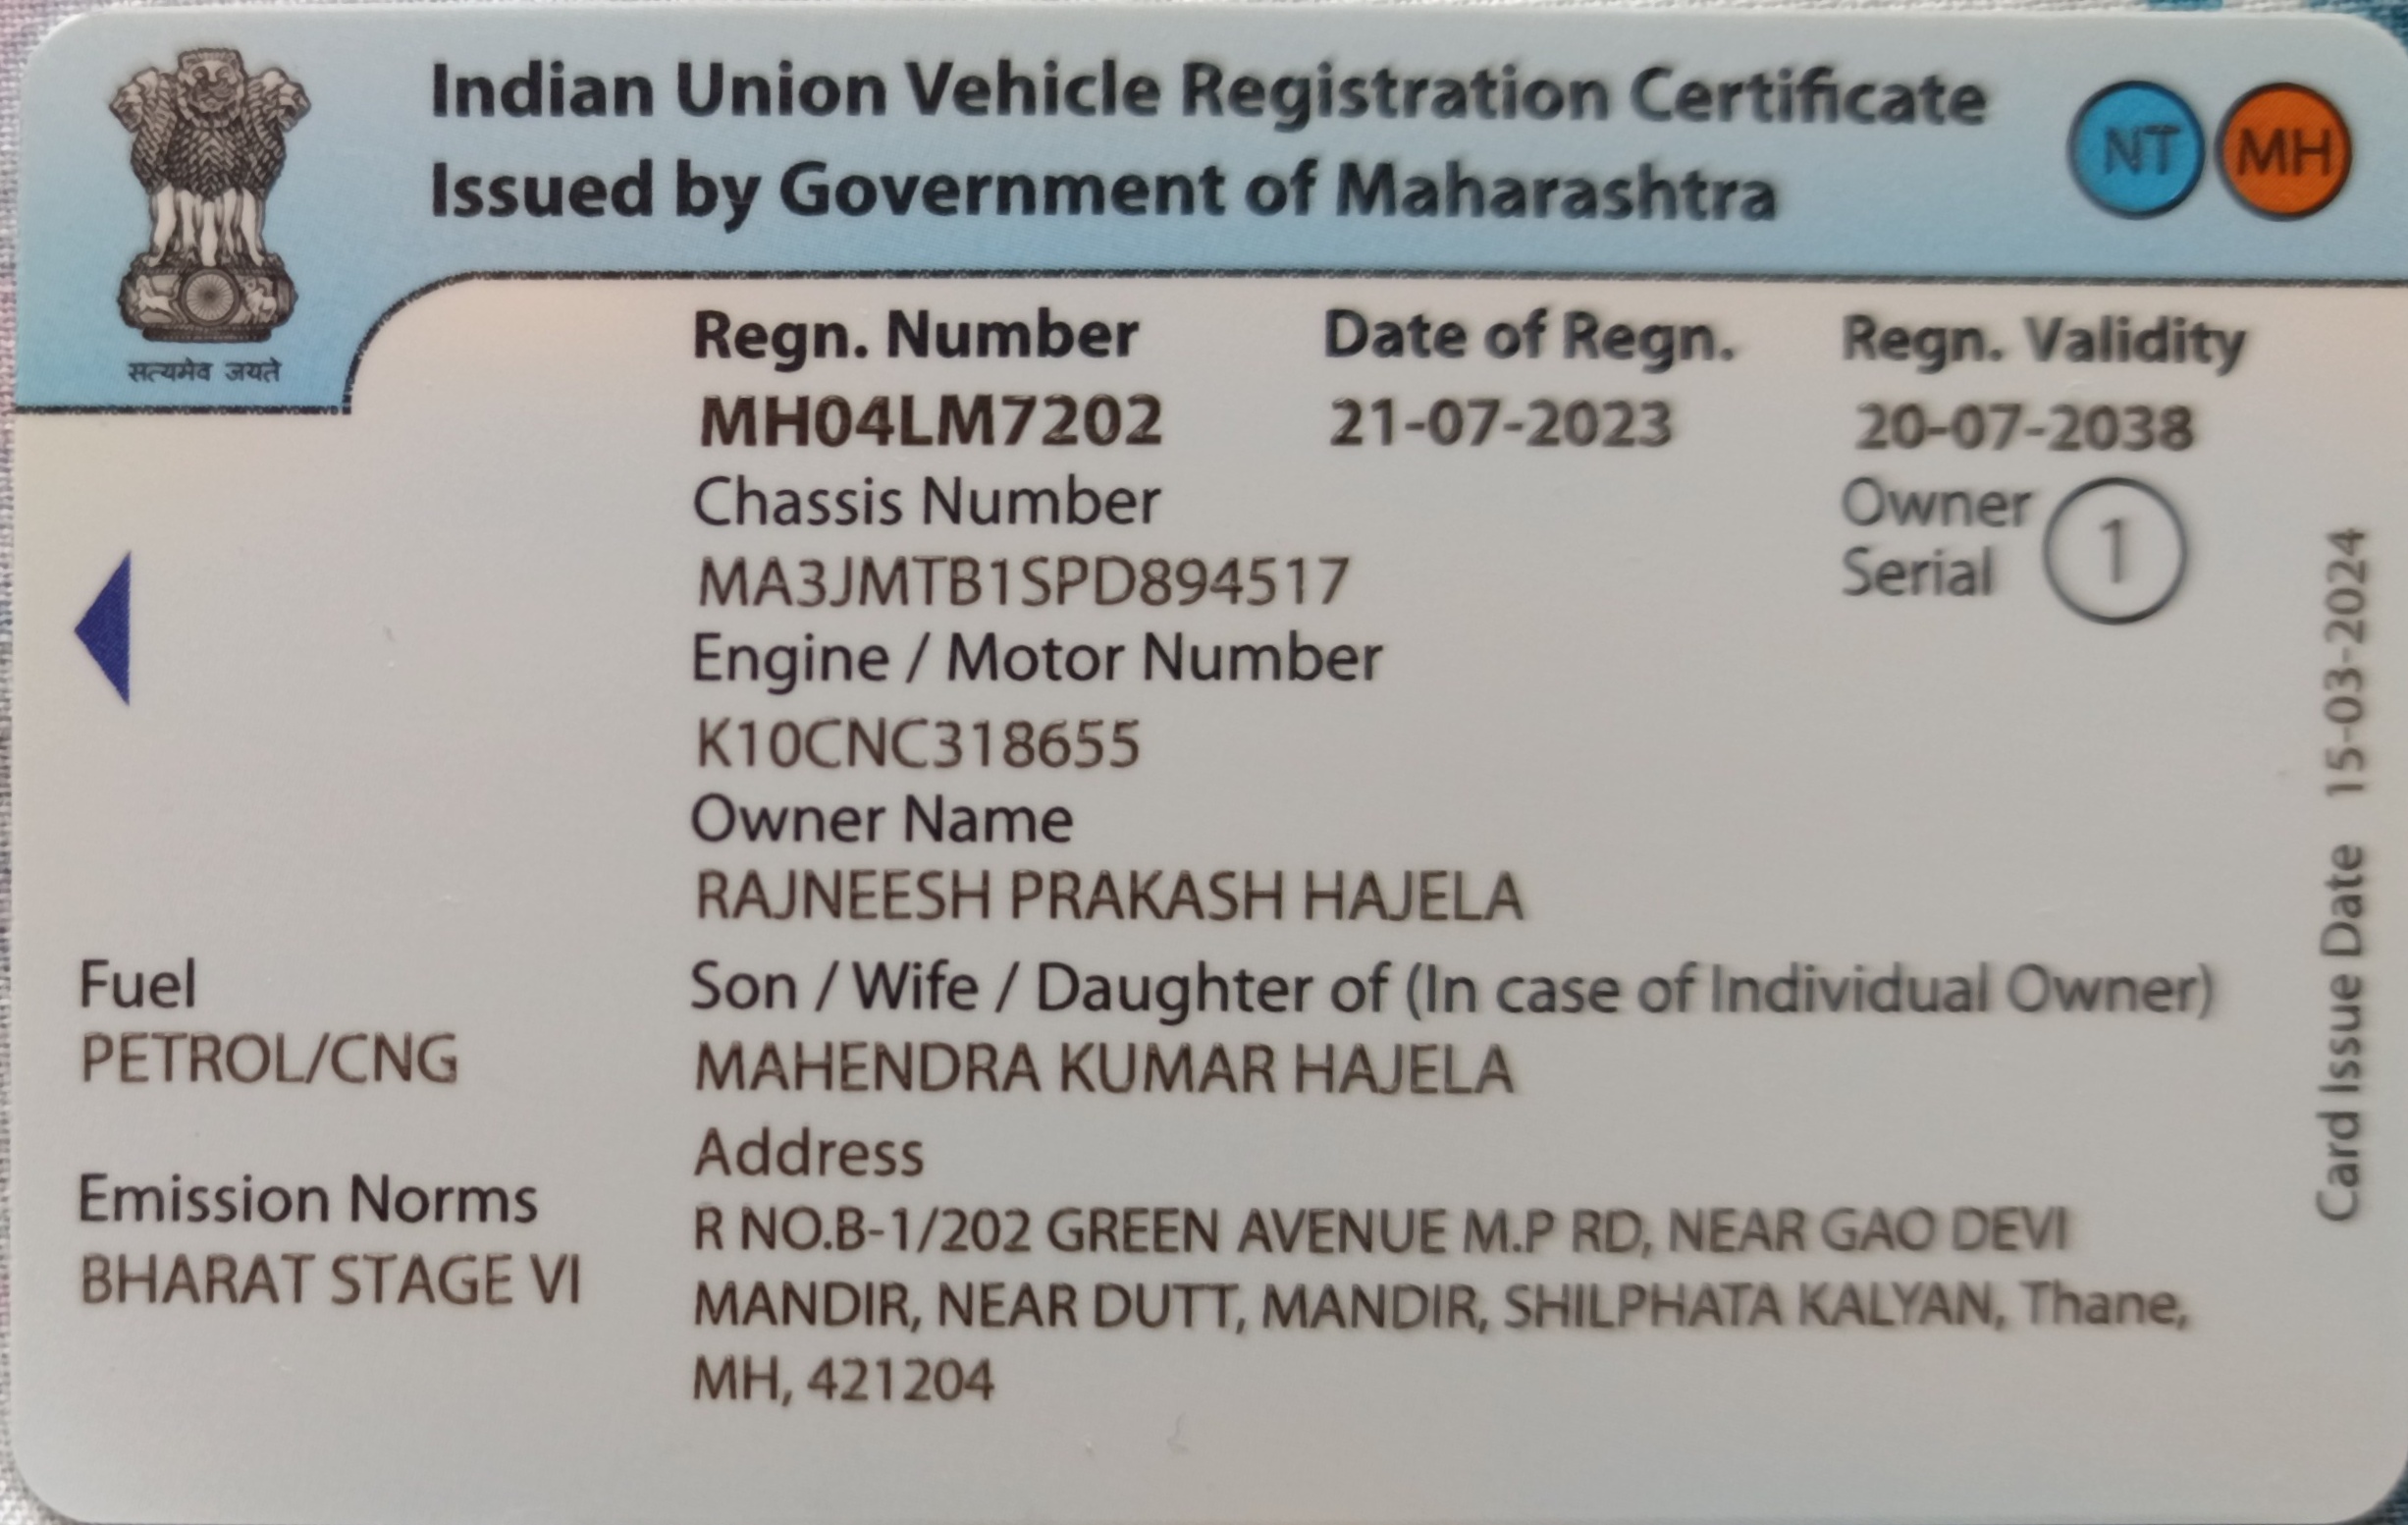 Indian Union Vehicle Registration Certificate
Issued by Government of Maharashtra
NT MH
सत्यमेव जयते
Regn. Number Date of Regn. Regn. Validity
MH04LM7202 21-07-2023 20-07-2038
Chassis Number
MA3JMTB1SPD894517
Owner Serial 1
Engine / Motor Number
K10CNC318655
Owner Name
RAJNEESH PRAKASH HAJELA
Fuel
PETROL/CNG
Son / Wife / Daughter of (In case of Individual Owner)
MAHENDRA KUMAR HAJELA
Emission Norms
BHARAT STAGE VI
Address
R NO.B-1/202 GREEN AVENUE M.P RD, NEAR GAO DEVI
MANDIR, NEAR DUTT, MANDIR, SHILPHATA KALYAN, Thane,
MH, 421204
Card Issue Date 15-03-2024